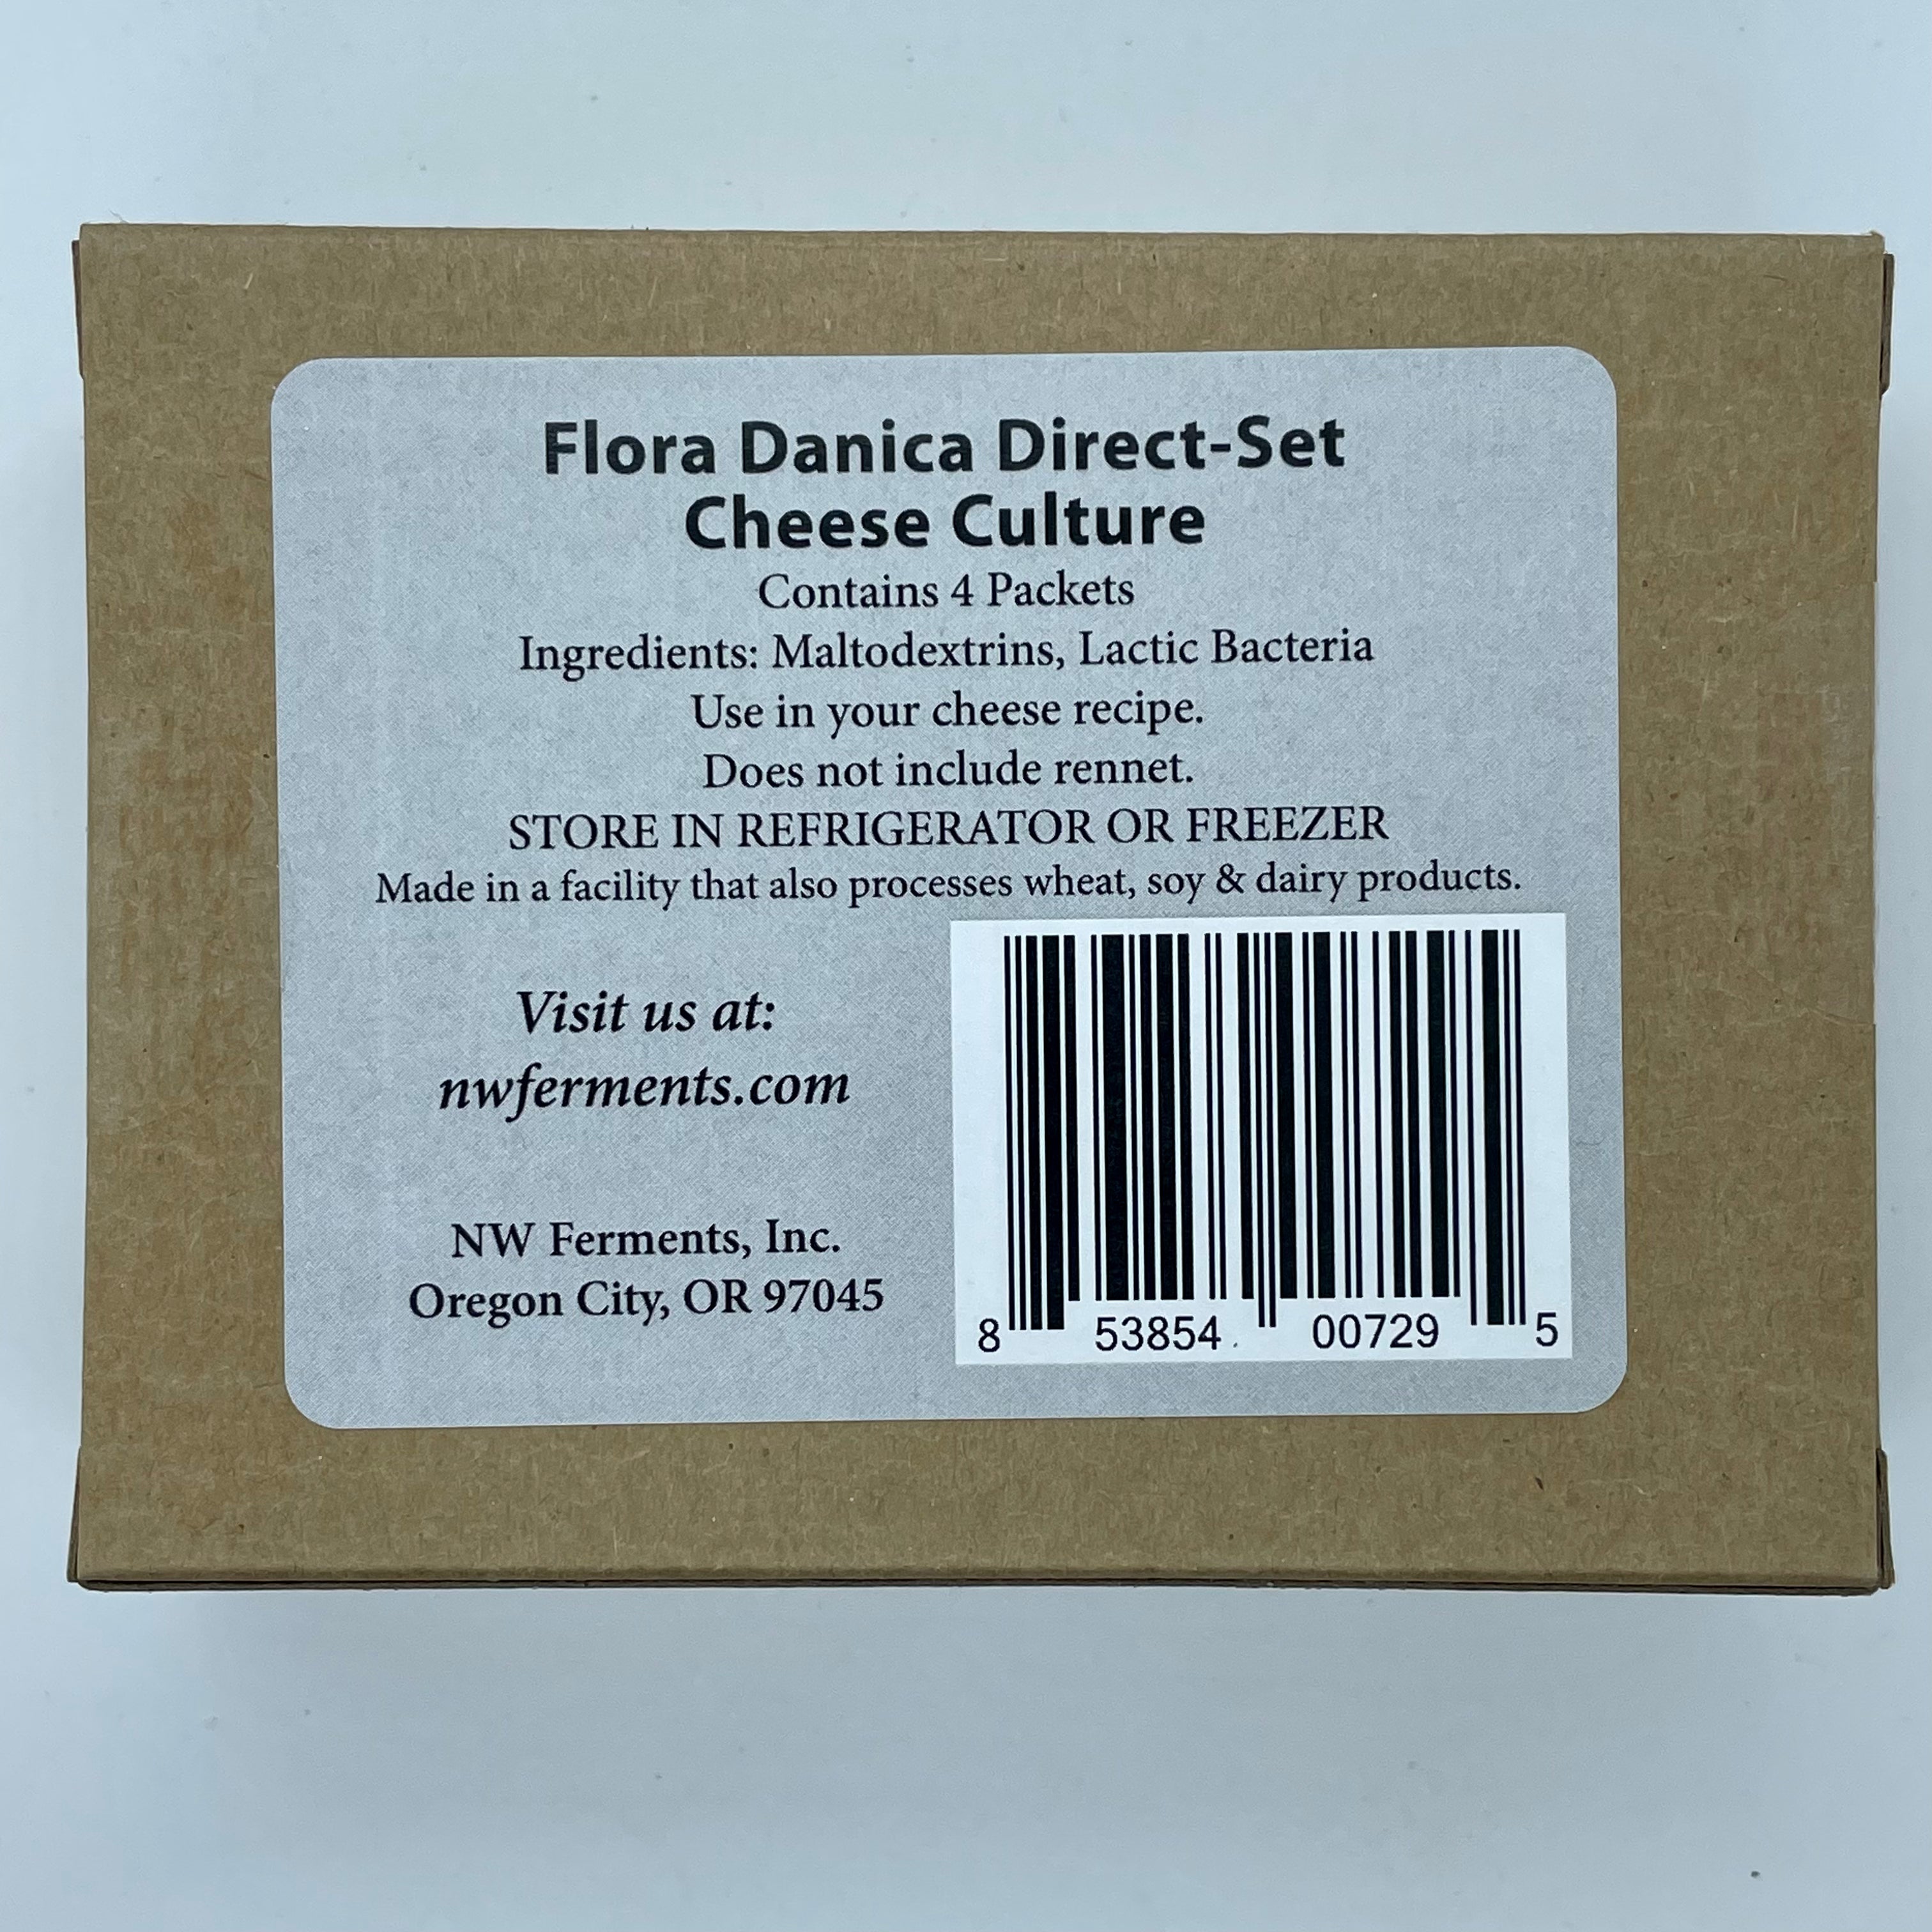 Flora Danica Direct-Set
Cheese Culture
Contains 4 Packets
Ingredients: Maltodextrins, Lactic Bacteria
Use in your cheese recipe.
Does not include rennet.
STORE IN REFRIGERATOR OR FREEZER
Made in a facility that also processes wheat, soy & dairy products.
Visit us at:
nwferments.com
NW Ferments, Inc.
Oregon City, OR 97045
8 53854 00729 5